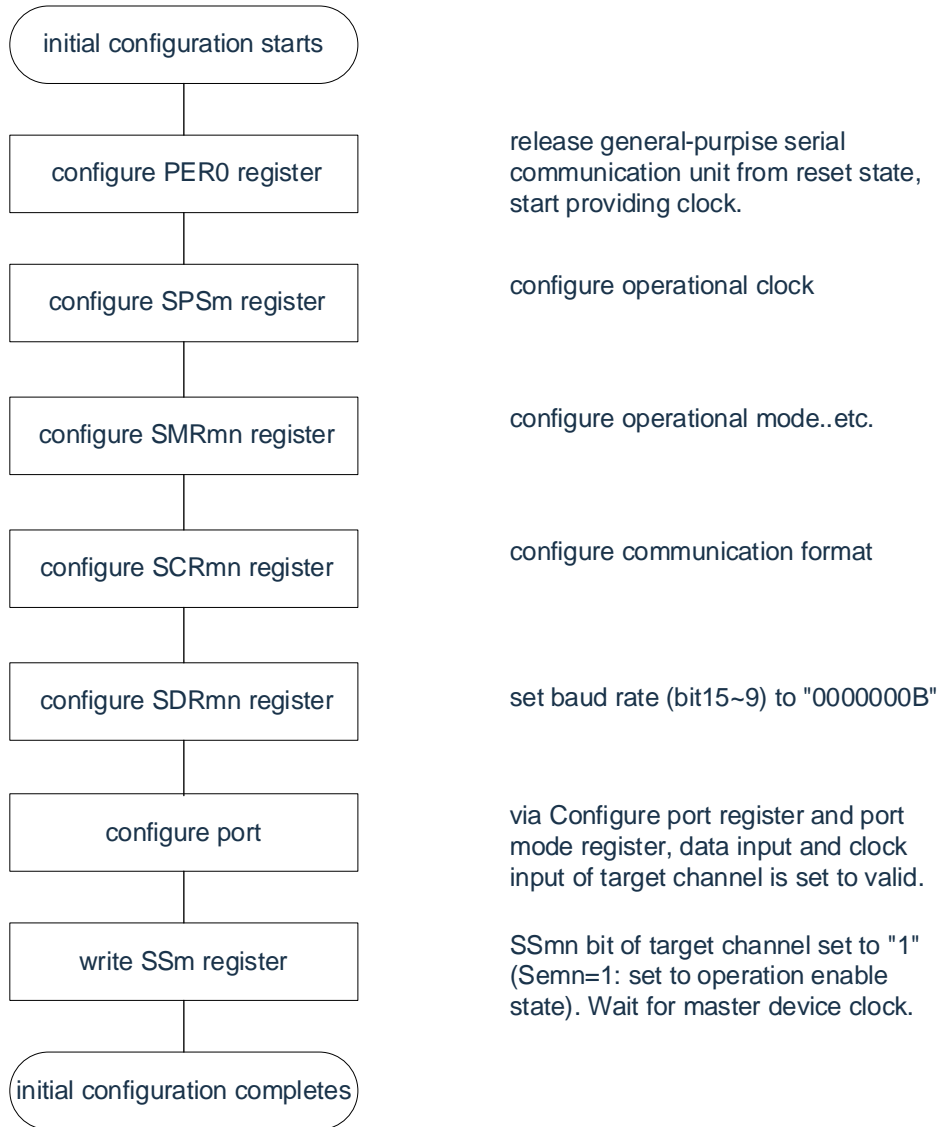 initial configuration starts
configure PER0 register
release general-purpise serial
communication unit from reset state,
start providing clock.
configure SPSm register
configure operational clock
configure SMRmn register
configure operational mode..etc.
configure SCRmn register
configure communication format
configure SDRmn register
set baud rate (bit15~9) to "0000000B"
configure port
via Configure port register and port
mode register, data input and clock
input of target channel is set to valid.
write SSm register
SSmn bit of target channel set to "1"
(Semn=1: set to operation enable
state). Wait for master device clock.
initial configuration completes